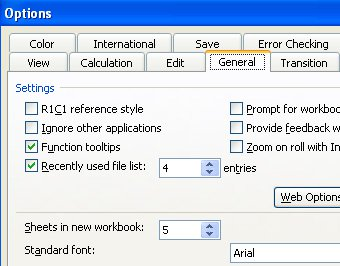 Options
Color International Save Error Checking
View Calculation Edit General Transition
Settings
R1C1 reference style Prompt for workboo
Ignore other applications Provide feedback w
Function tooltips Zoom on roll with In
Recently used file list: 4 entries
Web Options
Sheets in new workbook: 5
Standard font: Arial